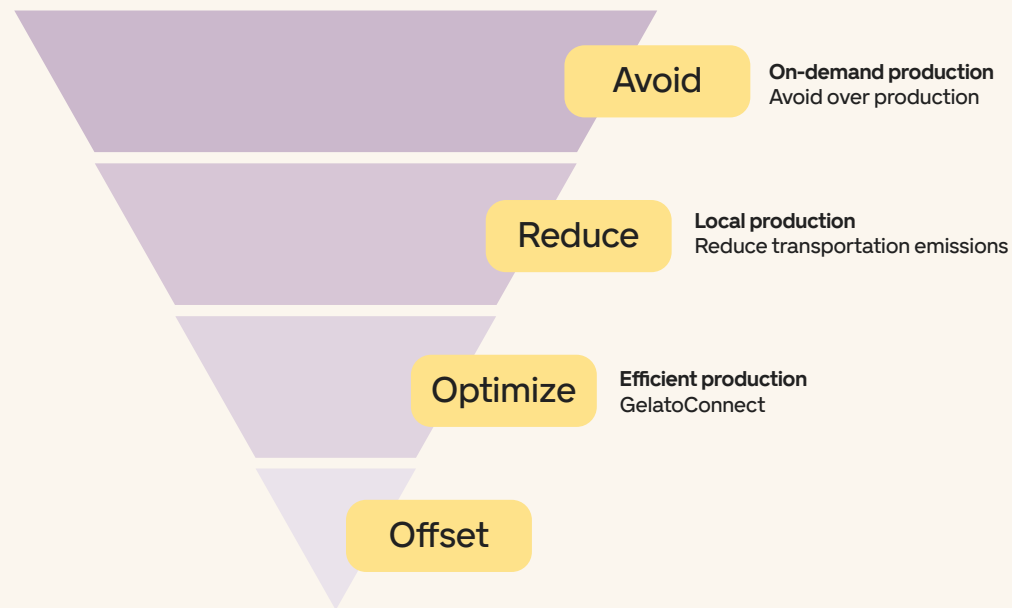 Avoid
On-demand production
Avoid over production
Reduce
Local production
Reduce transportation emissions
Optimize
Efficient production
GelatoConnect
Offset